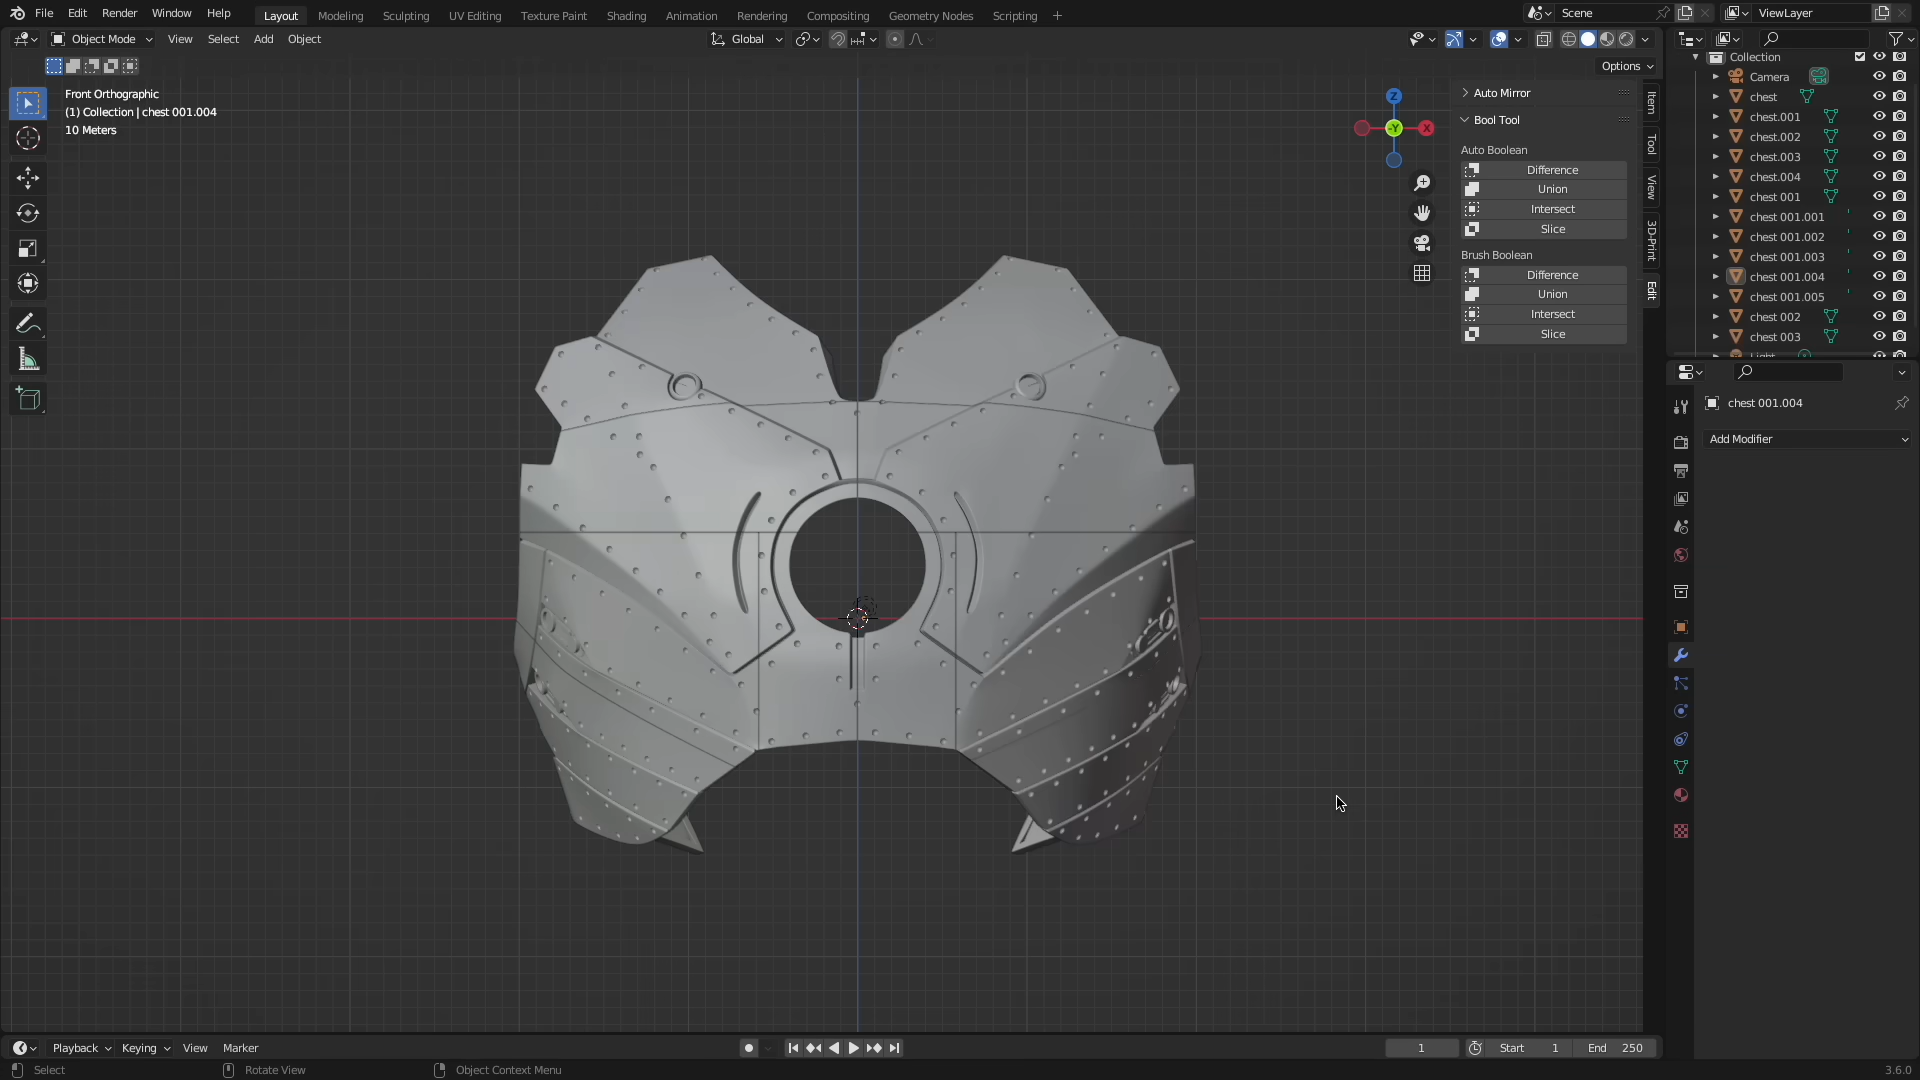 File Edit Render Window Help
Layout Modeling Sculpting UV Editing Texture Paint Shading Animation Rendering Compositing Geometry Nodes Scripting +
Scene
ViewLayer
Object Mode View Select Add Object
Global
Options
Front Orthographic
(1) Collection | chest 001.004
10 Meters
Z
-Y
X
Auto Mirror
Bool Tool
Auto Boolean
Difference
Union
Intersect
Slice
Brush Boolean
Difference
Union
Intersect
Slice
Item
Tool
View
3D-Print
Edit
Collection
Camera
chest
chest.001
chest.002
chest.003
chest.004
chest 001
chest 001.001
chest 001.002
chest 001.003
chest 001.004
chest 001.005
chest 002
chest 003
Light
chest 001.004
Add Modifier
Playback Keying View Marker
1
Start 1
End 250
Select
Rotate View
Object Context Menu
3.6.0